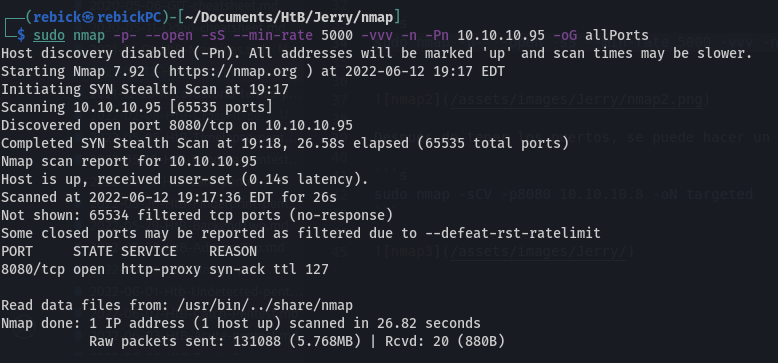 (rebick㉿rebickPC)-[~/Documents/HtB/Jerry/nmap]
$ sudo nmap -p- --open -sS --min-rate 5000 -vvv -n -Pn 10.10.10.95 -oG allPorts
Host discovery disabled (-Pn). All addresses will be marked 'up' and scan times may be slower.
Starting Nmap 7.92 ( https://nmap.org ) at 2022-06-12 19:17 EDT
Initiating SYN Stealth Scan at 19:17
Scanning 10.10.10.95 [65535 ports]
Discovered open port 8080/tcp on 10.10.10.95
Completed SYN Stealth Scan at 19:18, 26.58s elapsed (65535 total ports)
Nmap scan report for 10.10.10.95
Host is up, received user-set (0.14s latency).
Scanned at 2022-06-12 19:17:36 EDT for 26s
Not shown: 65534 filtered tcp ports (no-response)
Some closed ports may be reported as filtered due to --defeat-rst-ratelimit
PORT     STATE SERVICE    REASON
8080/tcp open  http-proxy syn-ack ttl 127
Read data files from: /usr/bin/../share/nmap
Nmap done: 1 IP address (1 host up) scanned in 26.82 seconds
Raw packets sent: 131088 (5.768MB) | Rcvd: 20 (880B)